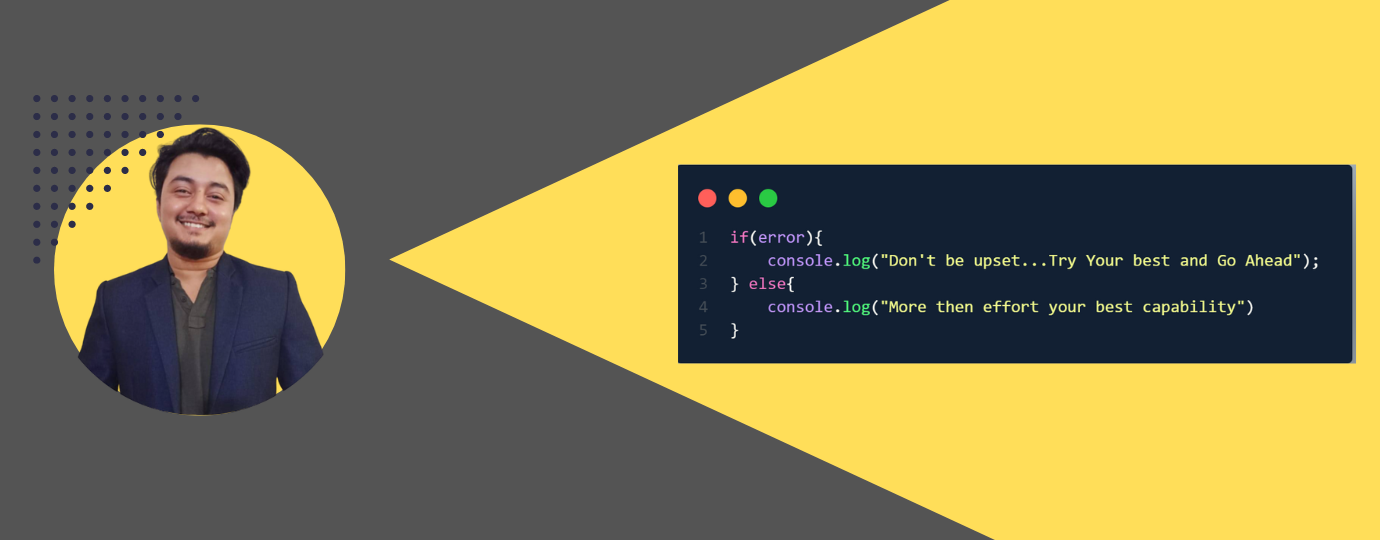 1 if(error){
2 console.log("Don't be upset...Try Your best and Go Ahead");
3 } else{
4 console.log("More then effort your best capability")
5 }